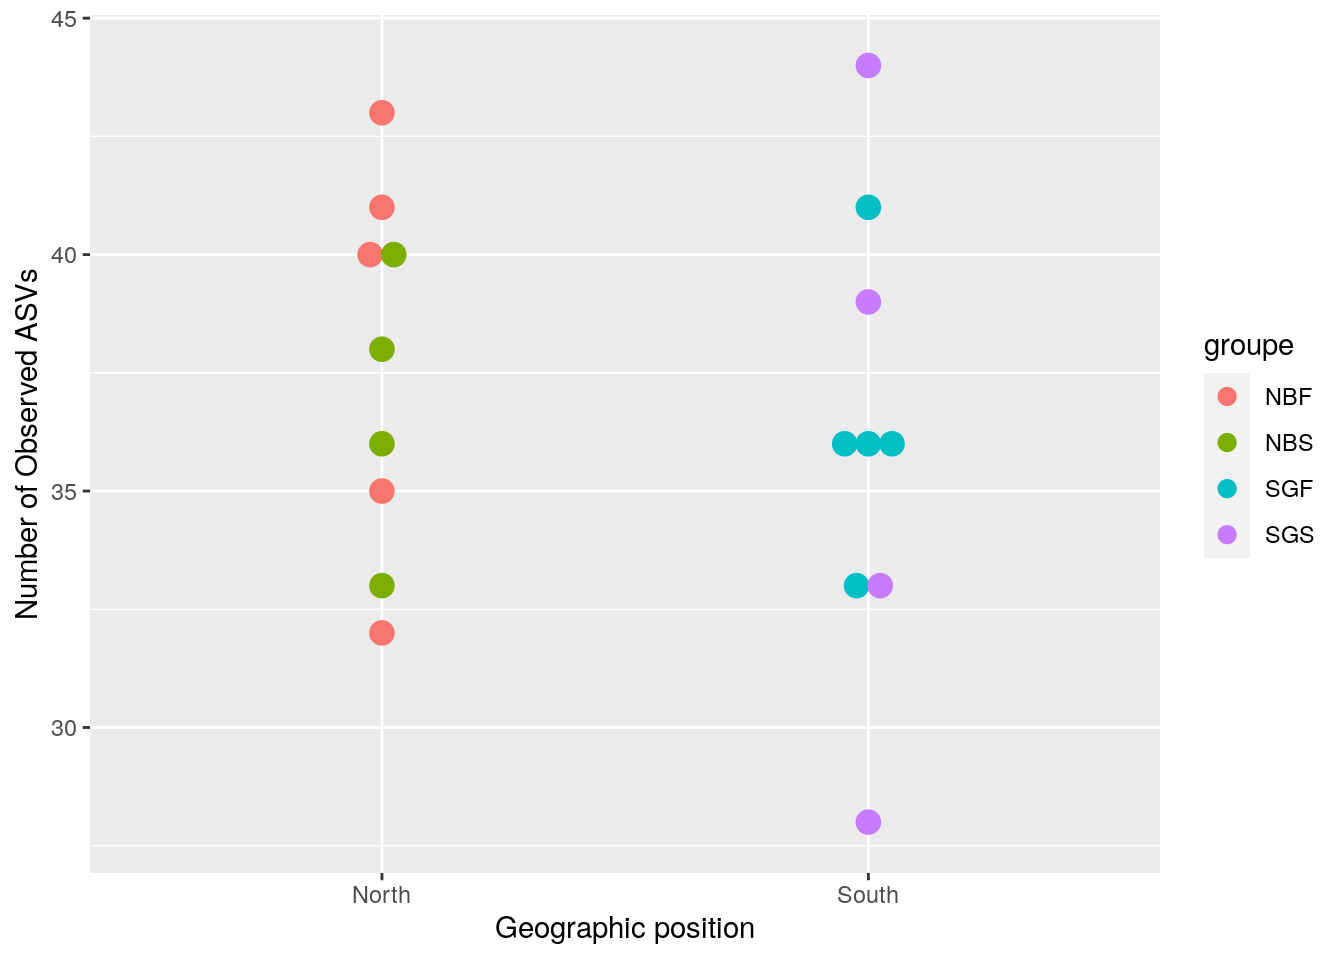 45
40
35
30
Number of Observed ASVs
North
South
Geographic position
groupe
NBF
NBS
SGF
SGS